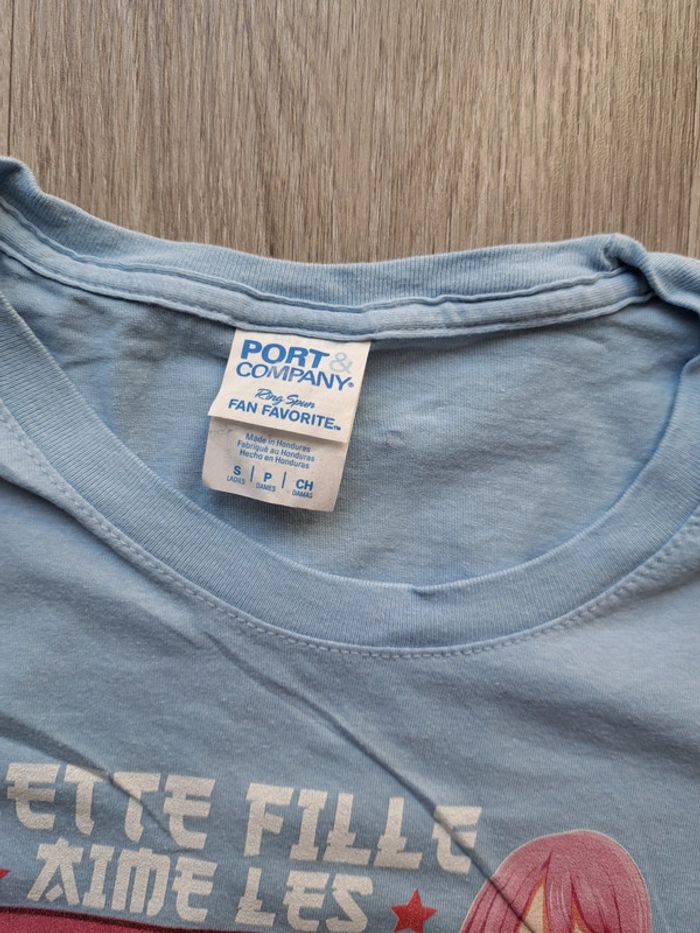 PORT &
COMPANY®
Ring Spun
FAN FAVORITE™
Made in Honduras
Fabriqué au Honduras
Hecho en Honduras
S | P | CH
LADIES DAMES DAMAS
ETTE FILLE
AIME LES